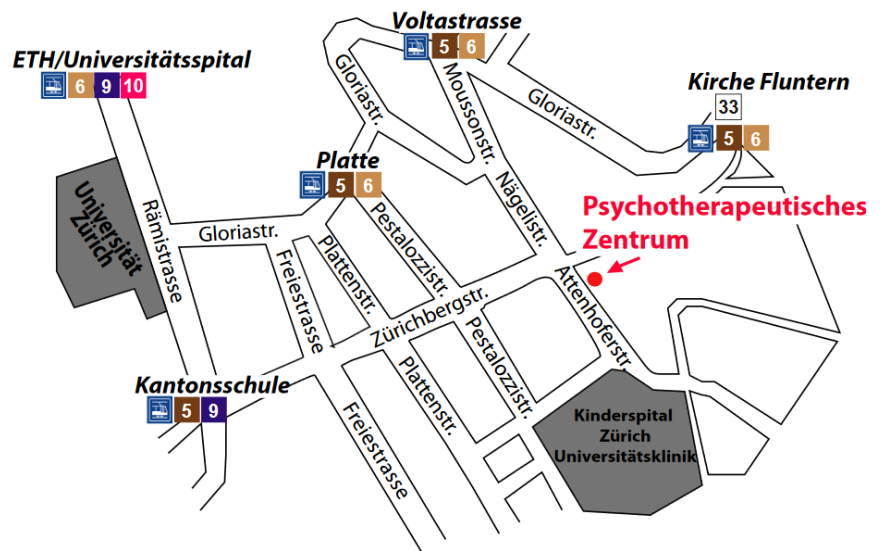 Voltastrasse
5 6
ETH/Universitätsspital
6 9 10
Kirche Fluntern
33
5 6
Gloriastr.
Moussonstr.
Gloriastr.
Platte
5 6
Universität
Zürich
Rämistrasse
Gloriastr.
Pestalozzistr.
Nägelistr.
Psychotherapeutisches
Zentrum
Freiestrasse
Plattenstr.
Zürichbergstr.
Attenhoferstr.
Kantonsschule
5 9
Freiestrasse
Plattenstr.
Pestalozzistr.
Kinderspital
Zürich
Universitätsklinik